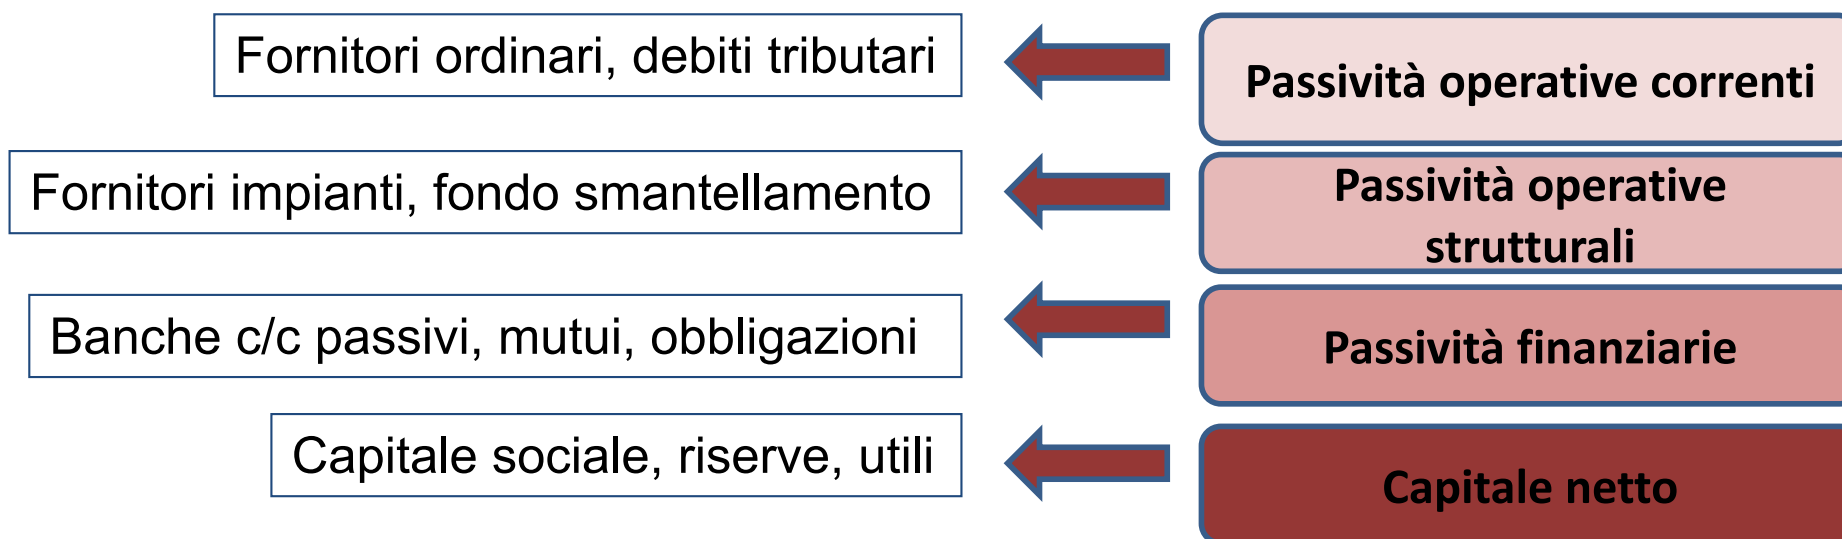 Fornitori ordinari, debiti tributari
Passività operative correnti
Fornitori impianti, fondo smantellamento
Passività operative
strutturali
Banche c/c passivi, mutui, obbligazioni
Passività finanziarie
Capitale sociale, riserve, utili
Capitale netto